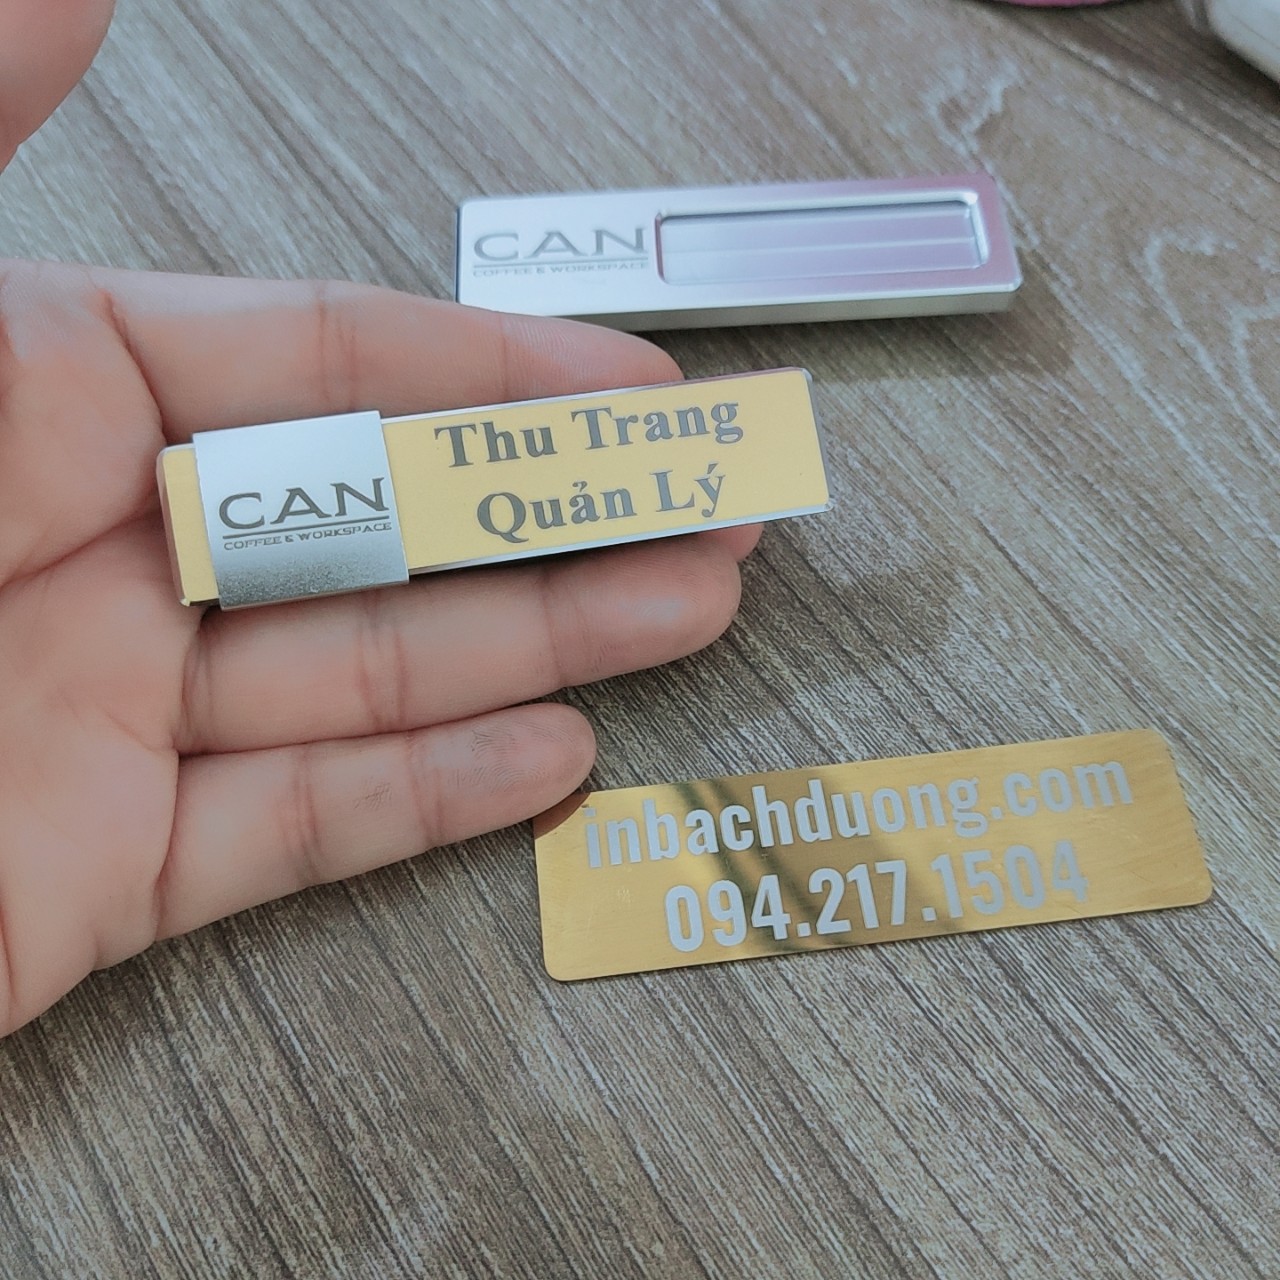 CAN
COFFEE & WORKSPACE
CAN
COFFEE & WORKSPACE
Thu Trang
Quản Lý
inbachduong.com
094.217.1504